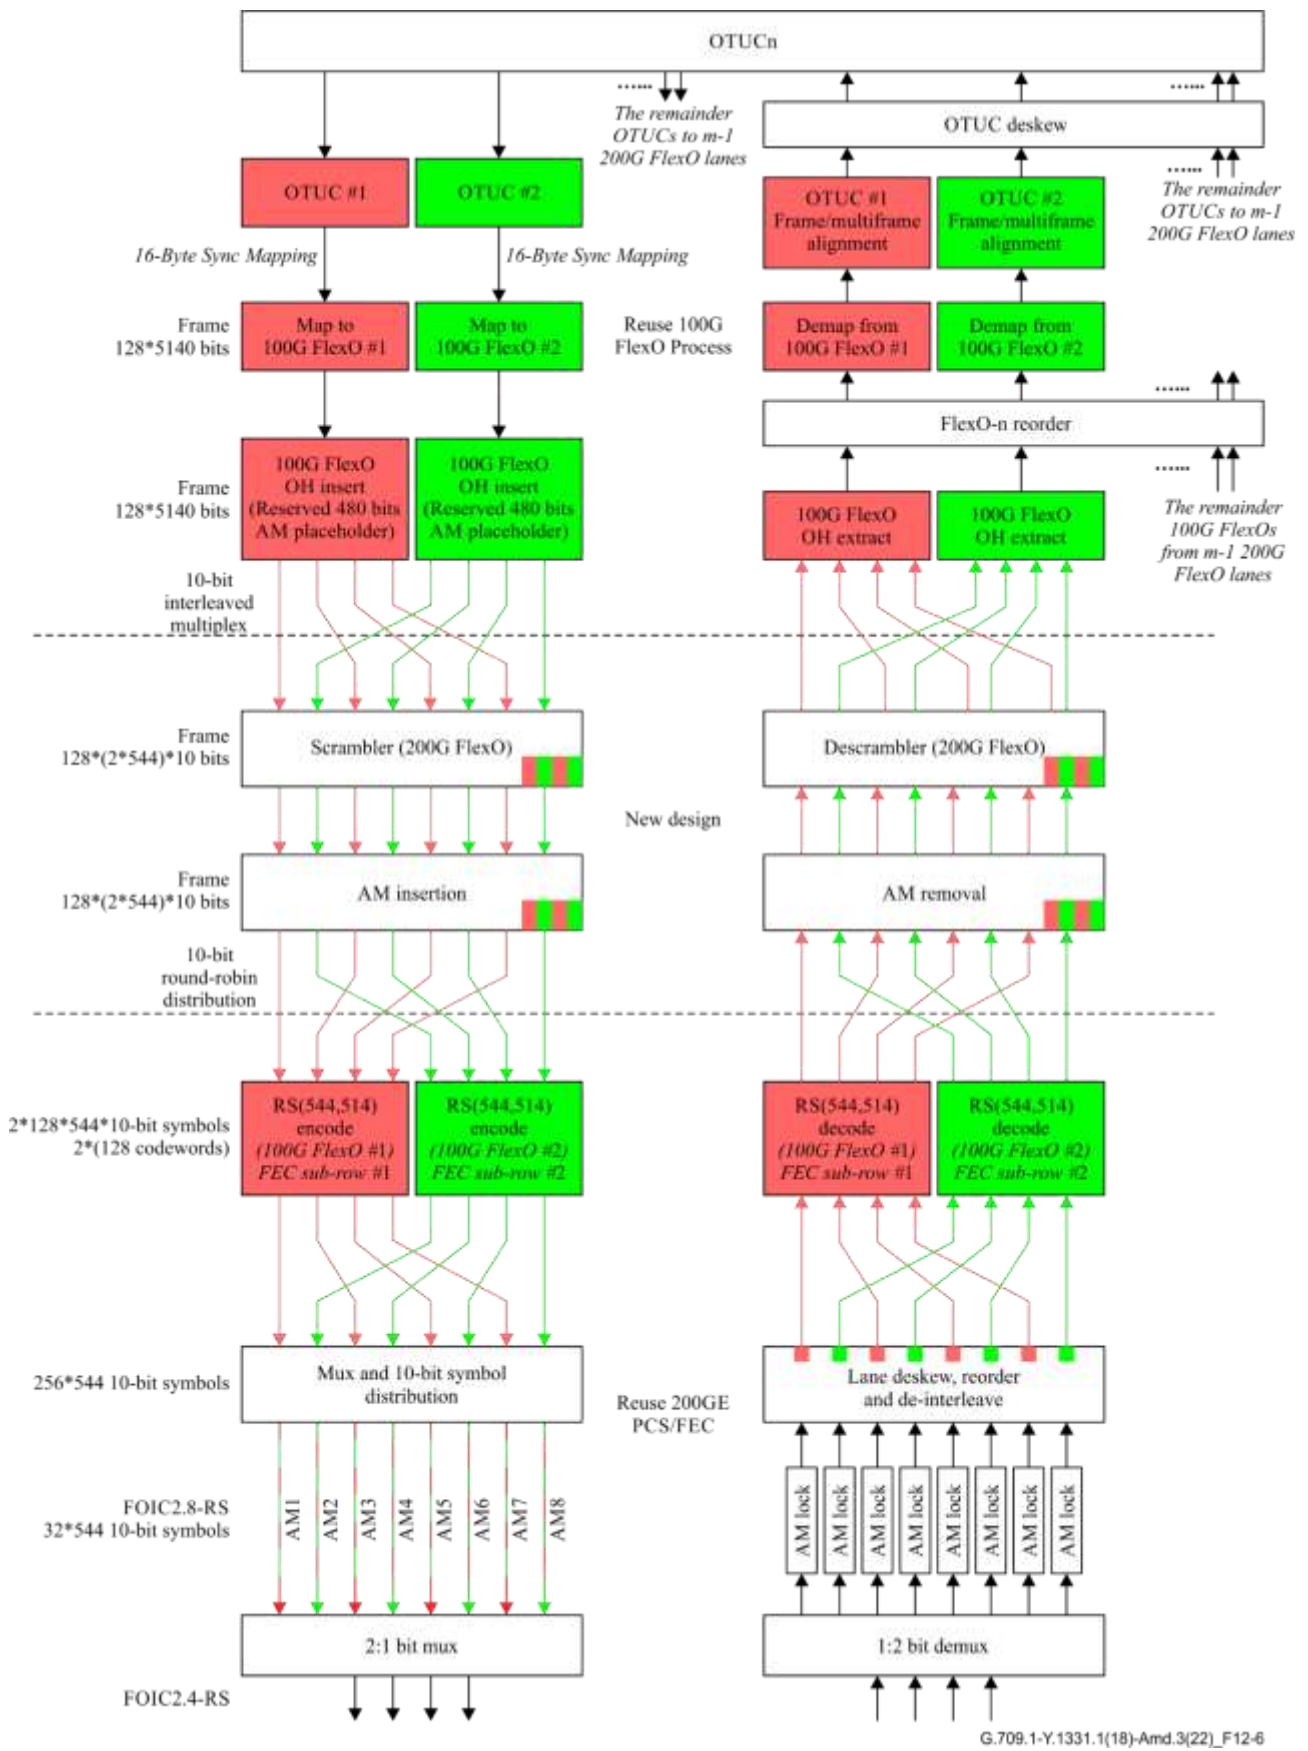 OTUCn
......
The remainder
OTUCs to m-1
200G FlexO lanes
......
OTUC deskew
OTUC #1
OTUC #2
16-Byte Sync Mapping
16-Byte Sync Mapping
OTUC #1
Frame/multiframe
alignment
OTUC #2
Frame/multiframe
alignment
......
The remainder
OTUCs to m-1
200G FlexO lanes
Frame
128*5140 bits
Map to
100G FlexO #1
Map to
100G FlexO #2
Reuse 100G
FlexO Process
Demap from
100G FlexO #1
Demap from
100G FlexO #2
......
FlexO-n reorder
Frame
128*5140 bits
100G FlexO
OH insert
(Reserved 480 bits
AM placeholder)
100G FlexO
OH insert
(Reserved 480 bits
AM placeholder)
100G FlexO
OH extract
100G FlexO
OH extract
......
The remainder
100G FlexOs
from m-1 200G
FlexO lanes
10-bit
interleaved
multiplex
Frame
128*(2*544)*10 bits
Scrambler (200G FlexO)
Descrambler (200G FlexO)
New design
Frame
128*(2*544)*10 bits
AM insertion
AM removal
10-bit
round-robin
distribution
2*128*544*10-bit symbols
2*(128 codewords)
RS(544,514)
encode
(100G FlexO #1)
FEC sub-row #1
RS(544,514)
encode
(100G FlexO #2)
FEC sub-row #2
RS(544,514)
decode
(100G FlexO #1)
FEC sub-row #1
RS(544,514)
decode
(100G FlexO #2)
FEC sub-row #2
256*544 10-bit symbols
Mux and 10-bit symbol
distribution
Reuse 200GE
PCS/FEC
Lane deskew, reorder
and de-interleave
FOIC2.8-RS
32*544 10-bit symbols
AM1
AM2
AM3
AM4
AM5
AM6
AM7
AM8
AM lock
AM lock
AM lock
AM lock
AM lock
AM lock
AM lock
AM lock
2:1 bit mux
1:2 bit demux
FOIC2.4-RS
G.709.1-Y.1331.1(18)-Amd.3(22)_F12-6